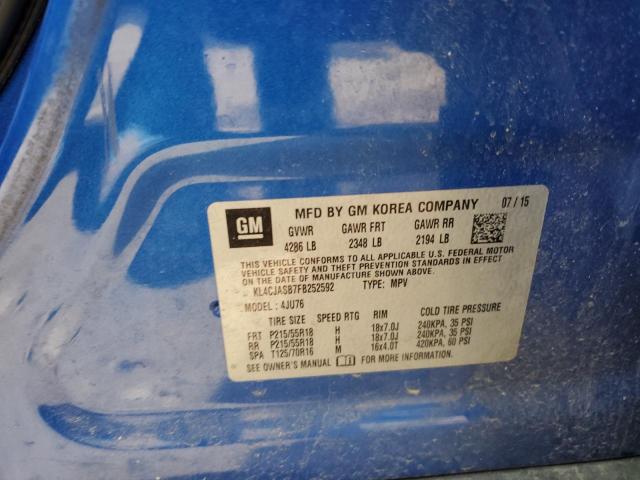 GM MFD BY GM KOREA COMPANY 07 / 15
GVWR GAWR FRT GAWR RR
4286 LB 2348 LB 2194 LB
THIS VEHICLE CONFORMS TO ALL APPLICABLE U.S. FEDERAL MOTOR
VEHICLE SAFETY AND THEFT PREVENTION STANDARDS IN EFFECT
ON THE DATE OF MANUFACTURE SHOWN ABOVE.
KL4CJASB7FB252592 TYPE: MPV
MODEL: 4JU76
TIRE SIZE SPEED RTG RIM COLD TIRE PRESSURE
FRT P215/55R18 H 18x7.0J 240KPA, 35 PSI
RR P215/55R18 H 18x7.0J 240KPA, 35 PSI
SPA T125/70R16 M 16x4.0T 420KPA, 60 PSI
SEE OWNER'S MANUAL FOR MORE INFORMATION.